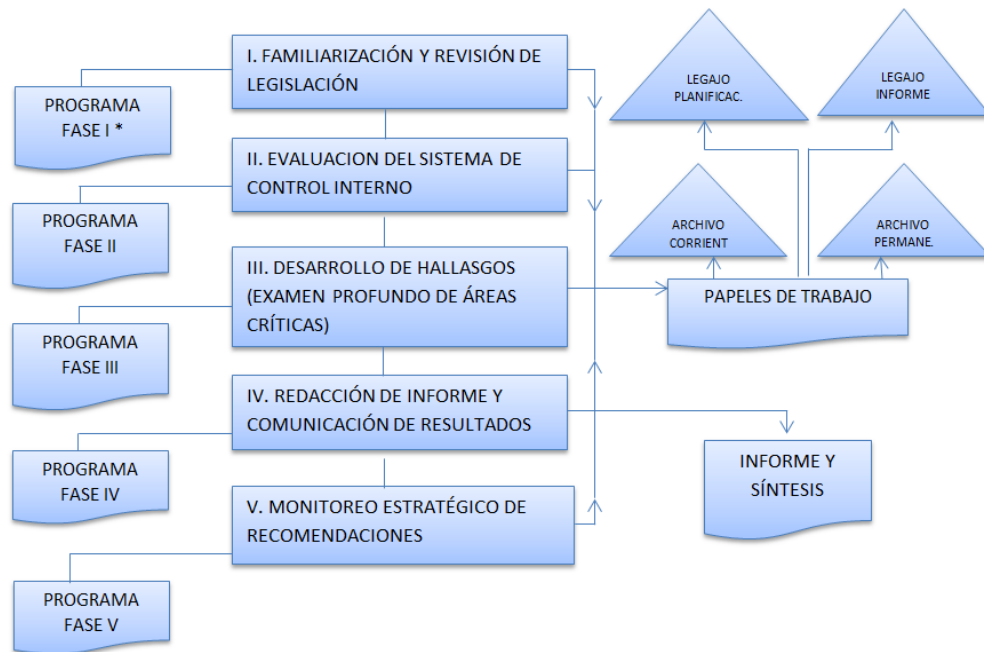 I. FAMILIARIZACIÓN Y REVISIÓN DE
LEGISLACIÓN
PROGRAMA
FASE I *
II. EVALUACION DEL SISTEMA DE
CONTROL INTERNO
PROGRAMA
FASE II
III. DESARROLLO DE HALLASGOS
(EXAMEN PROFUNDO DE ÁREAS
CRÍTICAS)
PROGRAMA
FASE III
IV. REDACCIÓN DE INFORME Y
COMUNICACIÓN DE RESULTADOS
PROGRAMA
FASE IV
V. MONITOREO ESTRATÉGICO DE
RECOMENDACIONES
PROGRAMA
FASE V
LEGAJO
PLANIFICAC.
LEGAJO
INFORME
ARCHIVO
CORRIENT
ARCHIVO
PERMANE.
PAPELES DE TRABAJO
INFORME Y
SÍNTESIS